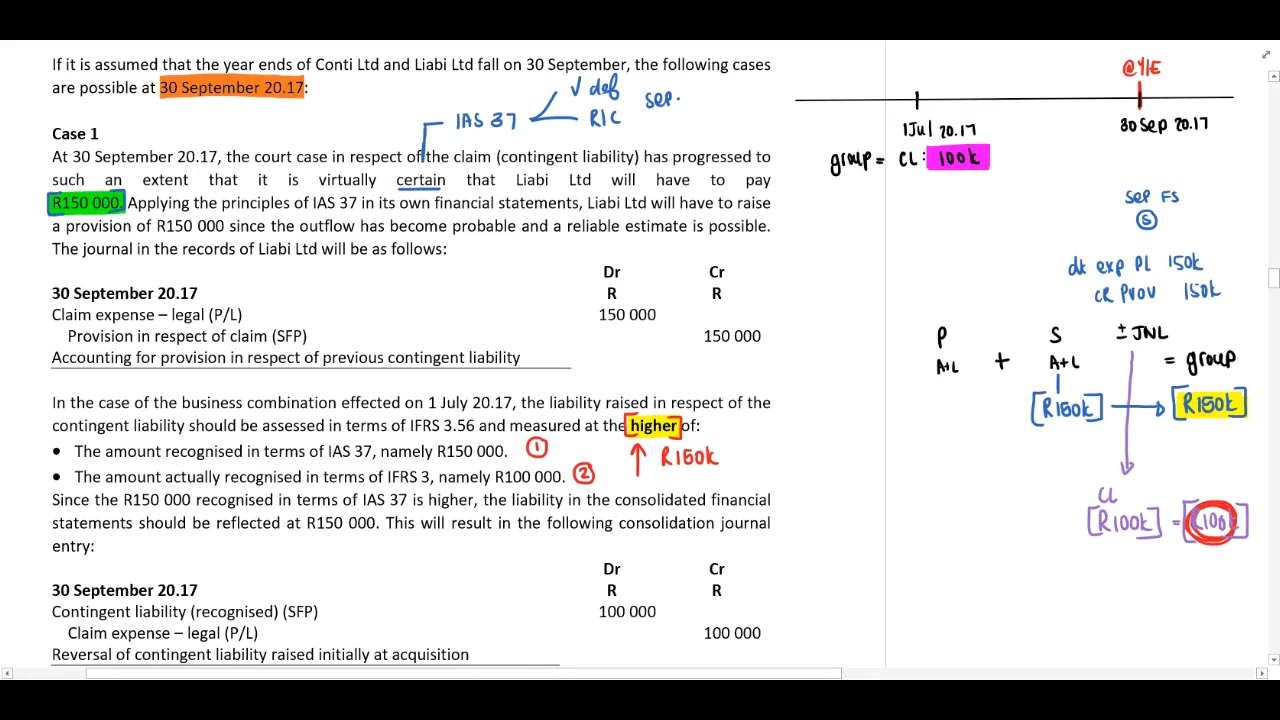 If it is assumed that the year ends of Conti Ltd and Liabi Ltd fall on 30 September, the following cases
are possible at 30 September 20.17:
√ def
IAS 37
R/C
sep.
Case 1
At 30 September 20.17, the court case in respect of the claim (contingent liability) has progressed to
such an extent that it is virtually certain that Liabi Ltd will have to pay
R150 000. Applying the principles of IAS 37 in its own financial statements, Liabi Ltd will have to raise
a provision of R150 000 since the outflow has become probable and a reliable estimate is possible.
The journal in the records of Liabi Ltd will be as follows:
Dr Cr
30 September 20.17 R R
Claim expense – legal (P/L) 150 000
Provision in respect of claim (SFP) 150 000
Accounting for provision in respect of previous contingent liability
In the case of the business combination effected on 1 July 20.17, the liability raised in respect of the
contingent liability should be assessed in terms of IFRS 3.56 and measured at the higher of:
• The amount recognised in terms of IAS 37, namely R150 000. ①
• The amount actually recognised in terms of IFRS 3, namely R100 000. ②
↑ R150k
Since the R150 000 recognised in terms of IAS 37 is higher, the liability in the consolidated financial
statements should be reflected at R150 000. This will result in the following consolidation journal
entry:
Dr Cr
30 September 20.17 R R
Contingent liability (recognised) (SFP) 100 000
Claim expense – legal (P/L) 100 000
Reversal of contingent liability raised initially at acquisition
@Y/E
1 Jul 20.17 30 Sep 20.17
group = CL: 100k
sep FS
Ⓢ
dt exp PL 150k
CR Prov 150k
P S ± JNL
A+L + A+L = group
[R150k] → [R150k]
CL
[R100k] = [R100k]